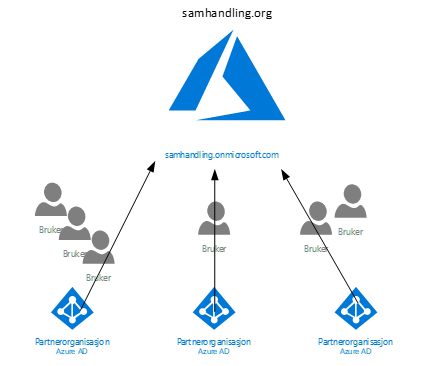 samhandling.org
samhandling.onmicrosoft.com
Bruker
Bruker
Bruker
Bruker
Bruker
Bruker
Partnerorganisasjon
Azure AD
Partnerorganisasjon
Azure AD
Partnerorganisasjon
Azure AD